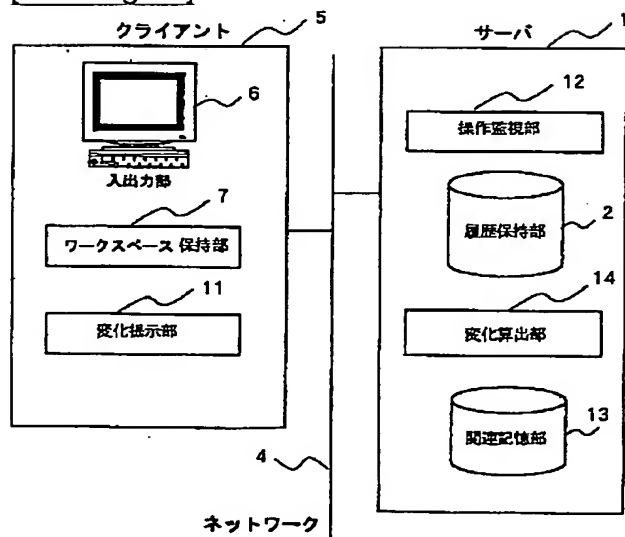 クライアント
5
6
入出力部
7
ワークスペース 保持部
11
変化提示部
サーバ
1
12
操作監視部
2
履歴保持部
14
変化算出部
13
関連記憶部
4
ネットワーク